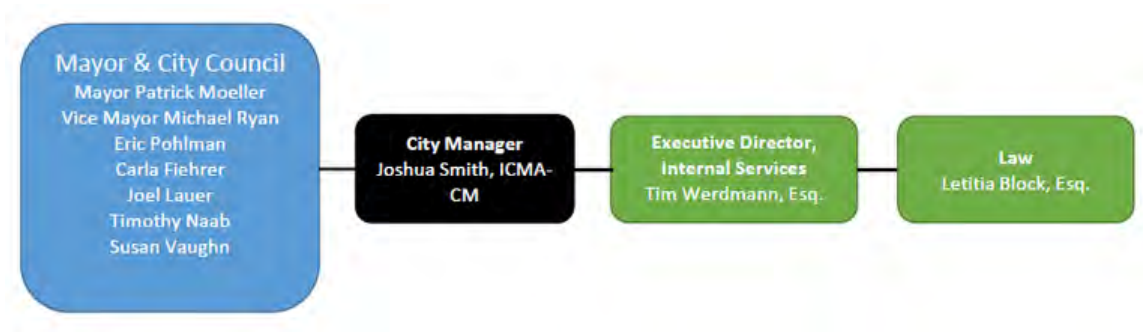 Mayor & City Council
Mayor Patrick Moeller
Vice Mayor Michael Ryan
Eric Pohlman
Carla Fiehrer
Joel Lauer
Timothy Naab
Susan Vaughn
City Manager
Joshua Smith, ICMA-
CM
Executive Director,
Internal Services
Tim Werdmann, Esq.
Law
Letitia Block, Esq.